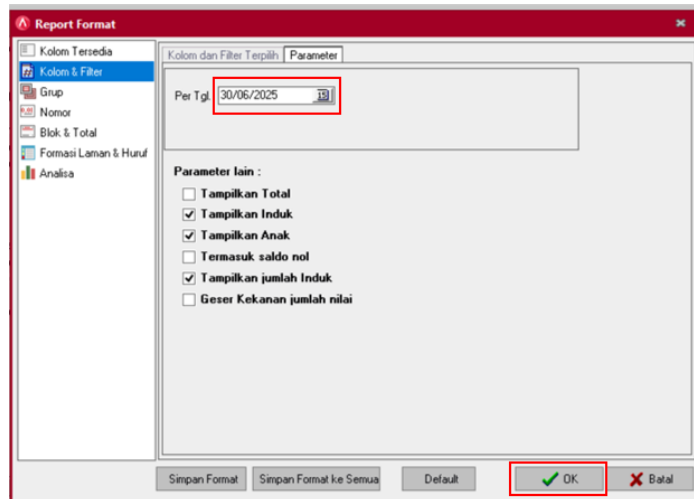 Report Format
Kolom Tersedia
Kolom & Filter
Grup
Nomor
Blok & Total
Formasi Laman & Huruf
Analisa
Kolom dan Filter Terpilih Parameter
Per Tgl. 30/06/2025
Parameter lain :
Tampilkan Total
Tampilkan Induk
Tampilkan Anak
Termasuk saldo nol
Tampilkan jumlah Induk
Geser Kekanan jumlah nilai
Simpan Format Simpan Format ke Semua Default OK Batal